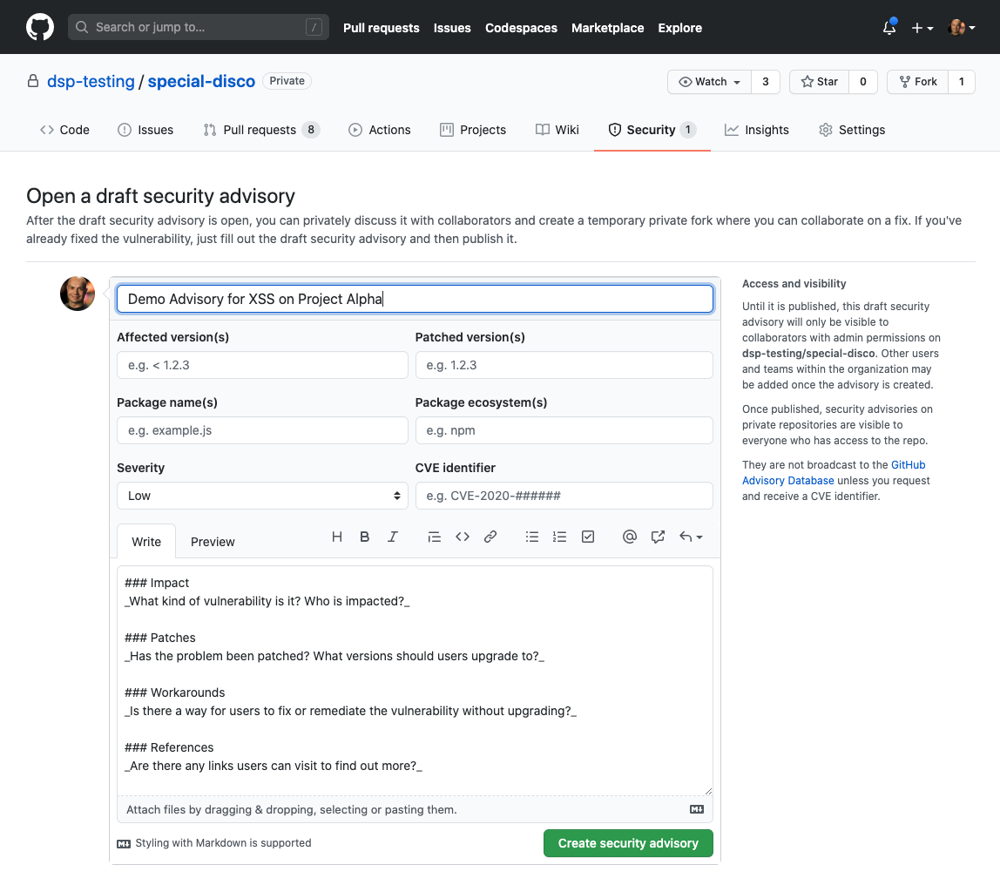 Search or jump to... /
Pull requests Issues Codespaces Marketplace Explore
dsp-testing / special-disco Private
Watch 3 Star 0 Fork 1
Code Issues Pull requests 8 Actions Projects Wiki Security 1 Insights Settings
Open a draft security advisory
After the draft security advisory is open, you can privately discuss it with collaborators and create a temporary private fork where you can collaborate on a fix. If you've
already fixed the vulnerability, just fill out the draft security advisory and then publish it.
Demo Advisory for XSS on Project Alpha
Affected version(s) Patched version(s)
e.g. < 1.2.3 e.g. 1.2.3
Package name(s) Package ecosystem(s)
e.g. example.js e.g. npm
Severity CVE identifier
Low e.g. CVE-2020-######
Write Preview
### Impact
_What kind of vulnerability is it? Who is impacted?_
### Patches
_Has the problem been patched? What versions should users upgrade to?_
### Workarounds
_Is there a way for users to fix or remediate the vulnerability without upgrading?_
### References
_Are there any links users can visit to find out more?_
Attach files by dragging & dropping, selecting or pasting them.
Styling with Markdown is supported
Create security advisory
Access and visibility
Until it is published, this draft security
advisory will only be visible to
collaborators with admin permissions on
dsp-testing/special-disco. Other users
and teams within the organization may
be added once the advisory is created.
Once published, security advisories on
private repositories are visible to
everyone who has access to the repo.
They are not broadcast to the GitHub
Advisory Database unless you request
and receive a CVE identifier.